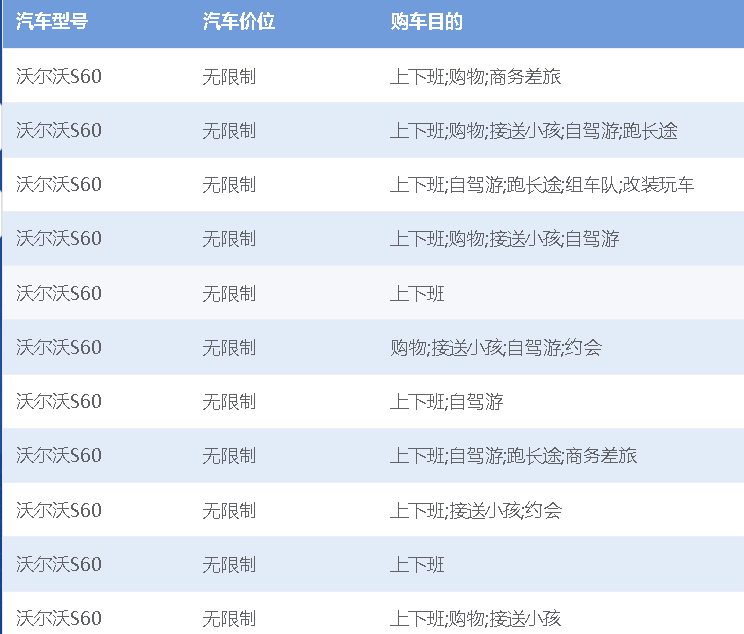 汽车型号 汽车价位 购车目的
沃尔沃S60 无限制 上下班;购物;商务差旅
沃尔沃S60 无限制 上下班;购物;接送小孩;自驾游;跑长途
沃尔沃S60 无限制 上下班;自驾游;跑长途;组车队;改装玩车
沃尔沃S60 无限制 上下班;购物;接送小孩;自驾游
沃尔沃S60 无限制 上下班
沃尔沃S60 无限制 购物;接送小孩;自驾游;约会
沃尔沃S60 无限制 上下班;自驾游
沃尔沃S60 无限制 上下班;自驾游;跑长途;商务差旅
沃尔沃S60 无限制 上下班;接送小孩;约会
沃尔沃S60 无限制 上下班
沃尔沃S60 无限制 上下班;购物;接送小孩